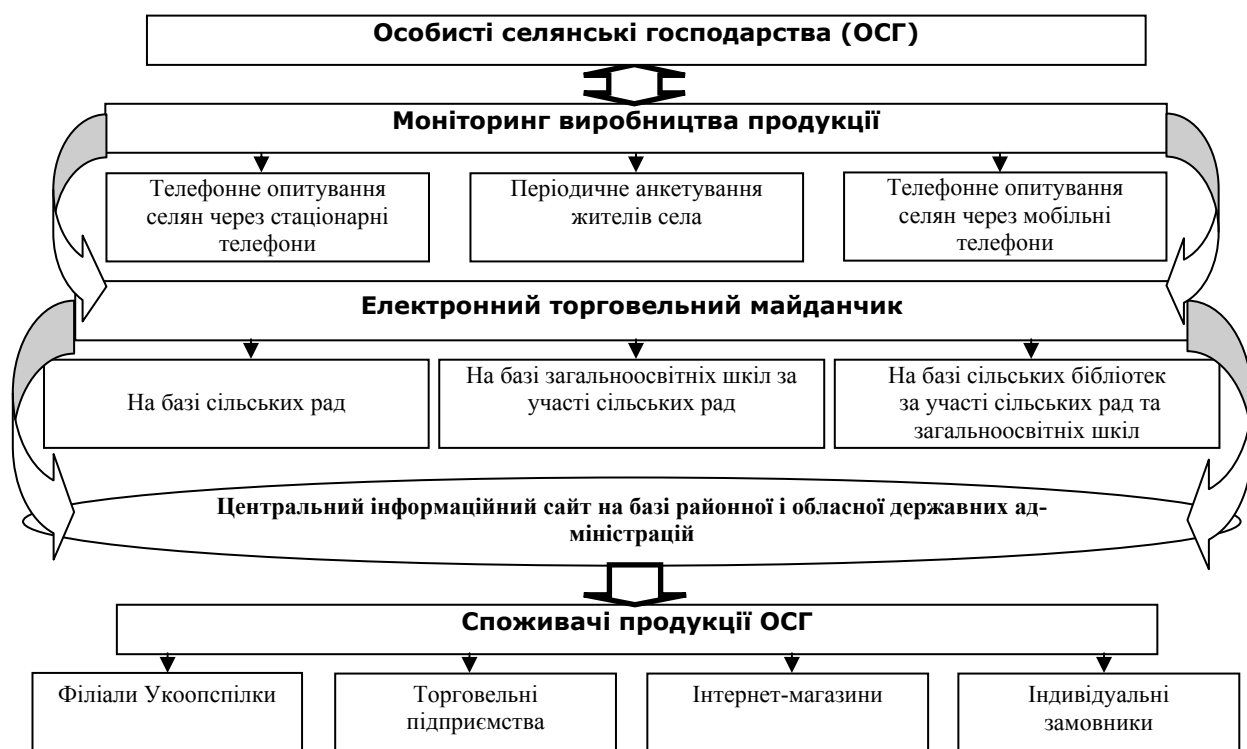 Особисті селянські господарства (ОСГ)
Моніторинг виробництва продукції
Телефонне опитування
селян через стаціонарні
телефони
Періодичне анкетування
жителів села
Телефонне опитування
селян через мобільні
телефони
Електронний торговельний майданчик
На базі сільських рад
На базі загальноосвітніх шкіл за
участі сільських рад
На базі сільських бібліотек
за участі сільських рад та
загальноосвітніх шкіл
Центральний інформаційний сайт на базі районної і обласної державних ад-
міністрацій
Споживачі продукції ОСГ
Філіали Укоопспілки
Торговельні
підприємства
Інтернет-магазини
Індивідуальні
замовники